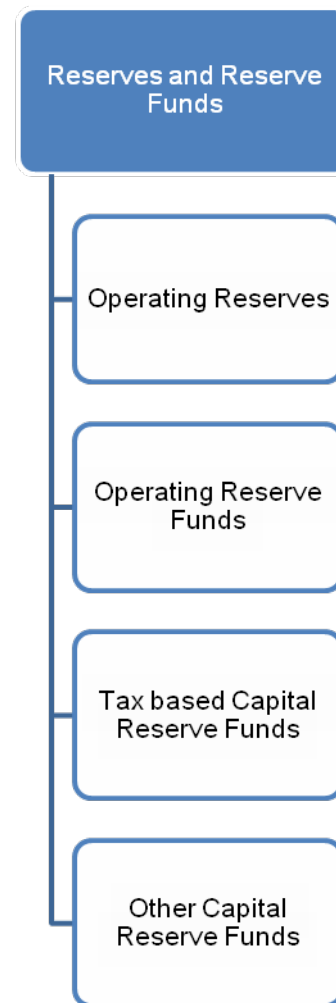 Reserves and Reserve
Funds
Operating Reserves
Operating Reserve
Funds
Tax based Capital
Reserve Funds
Other Capital
Reserve Funds